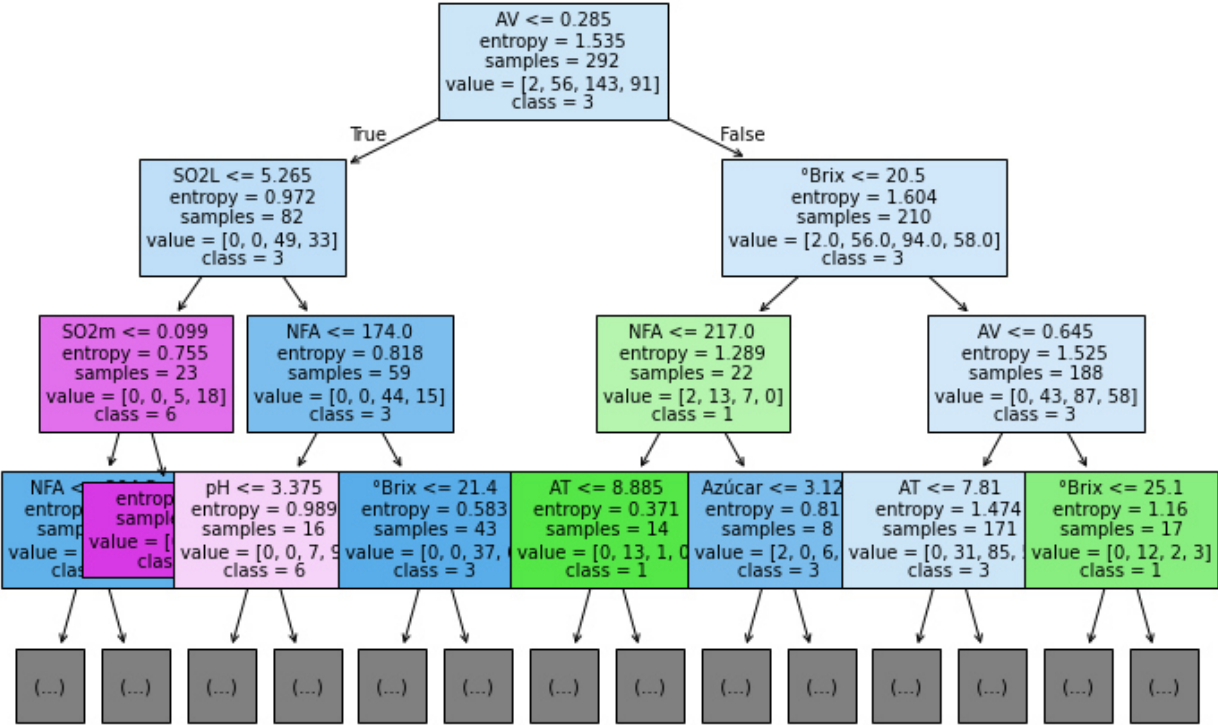 AV <= 0.285
entropy = 1.535
samples = 292
value = [2, 56, 143, 91]
class = 3
True
False
SO2L <= 5.265
entropy = 0.972
samples = 82
value = [0, 0, 49, 33]
class = 3
°Brix <= 20.5
entropy = 1.604
samples = 210
value = [2.0, 56.0, 94.0, 58.0]
class = 3
SO2m <= 0.099
entropy = 0.755
samples = 23
value = [0, 0, 5, 18]
class = 6
NFA <= 174.0
entropy = 0.818
samples = 59
value = [0, 0, 44, 15]
class = 3
NFA <= 217.0
entropy = 1.289
samples = 22
value = [2, 13, 7, 0]
class = 1
AV <= 0.645
entropy = 1.525
samples = 188
value = [0, 43, 87, 58]
class = 3
NFA <
entrop
samp
value =
clas
entrop
sample
value = [
clas
pH <= 3.375
entropy = 0.989
samples = 16
value = [0, 0, 7, 9
class = 6
°Brix <= 21.4
entropy = 0.583
samples = 43
value = [0, 0, 37,
class = 3
AT <= 8.885
entropy = 0.371
samples = 14
value = [0, 13, 1, 0
class = 1
Azúcar <= 3.12
entropy = 0.81
samples = 8
value = [2, 0, 6,
class = 3
AT <= 7.81
entropy = 1.474
samples = 171
value = [0, 31, 85,
class = 3
°Brix <= 25.1
entropy = 1.16
samples = 17
value = [0, 12, 2, 3]
class = 1
(...)
(...)
(...)
(...)
(...)
(...)
(...)
(...)
(...)
(...)
(...)
(...)
(...)
(...)